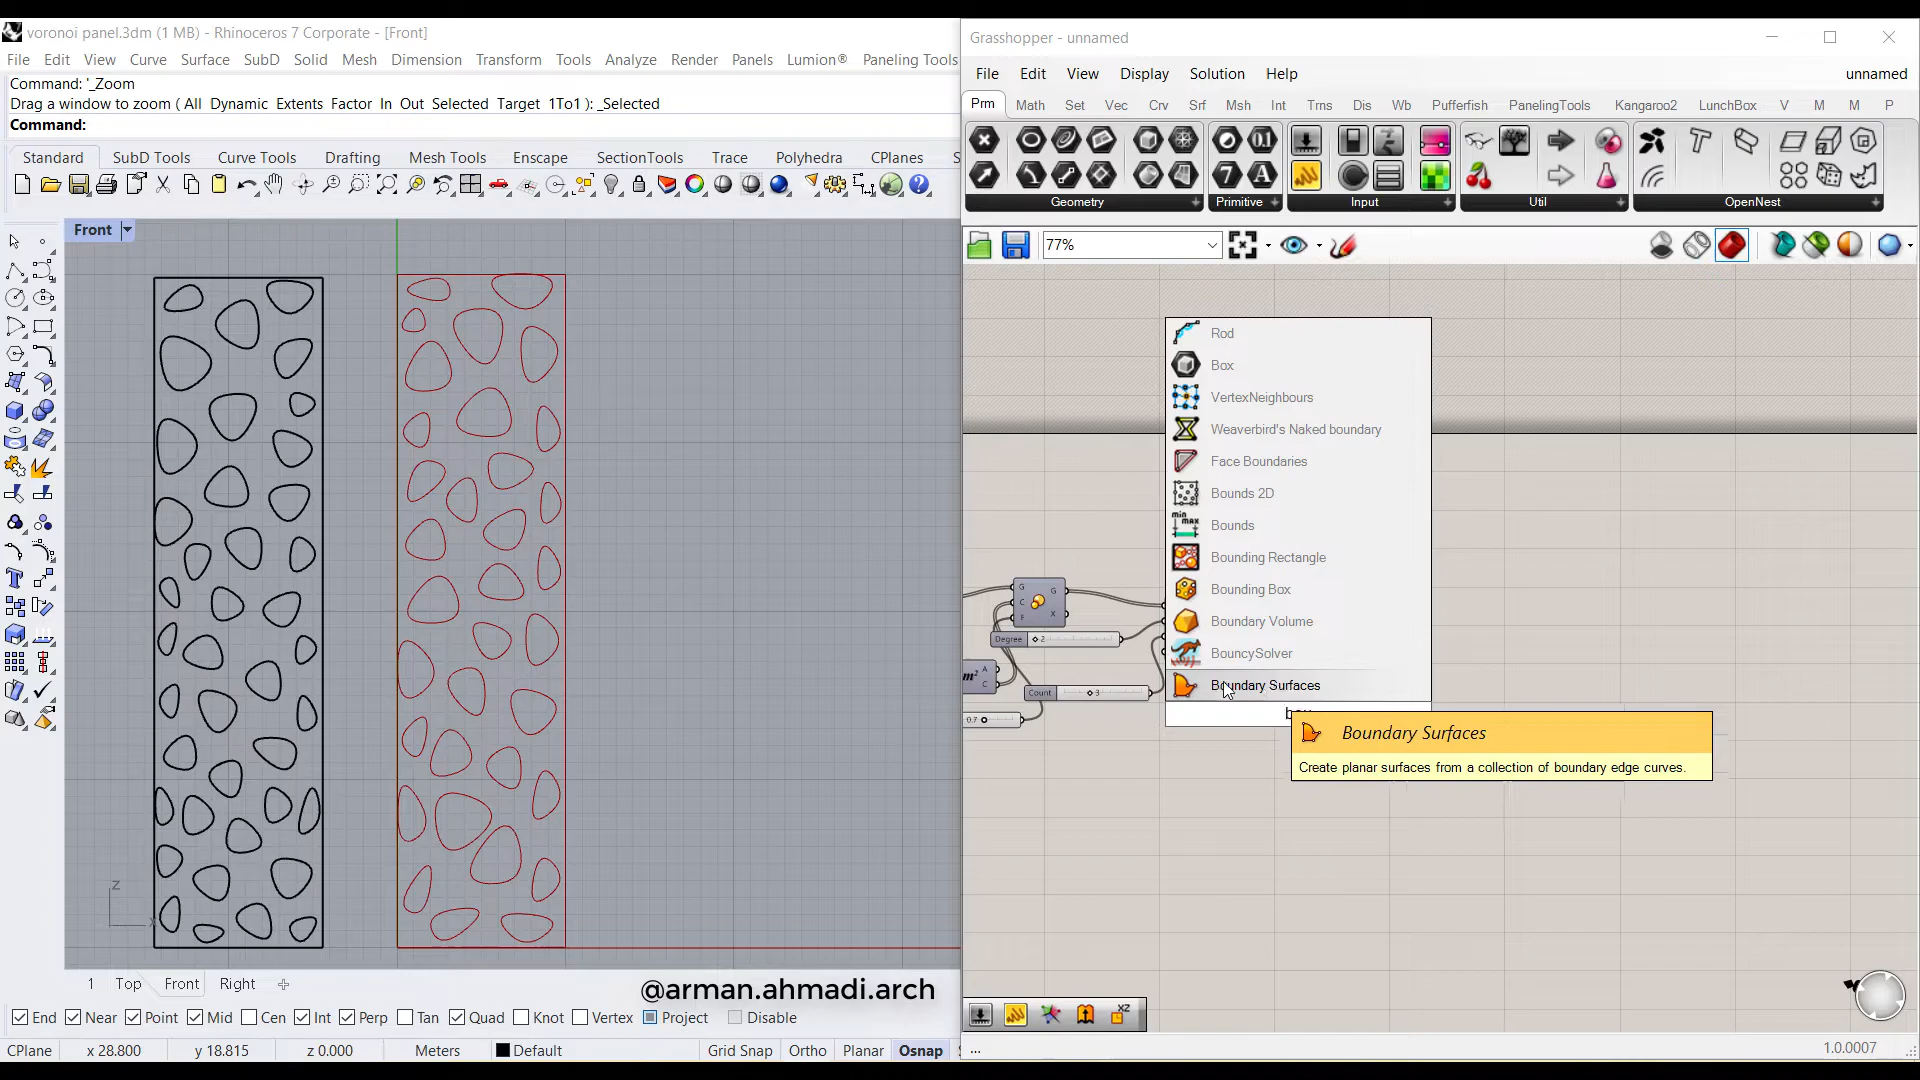 voronoi panel.3dm (1 MB) - Rhinoceros 7 Corporate - [Front]
File Edit View Curve Surface SubD Solid Mesh Dimension Transform Tools Analyze Render Panels Lumion® Paneling Tools
Command: '_Zoom
Drag a window to zoom ( All Dynamic Extents Factor In Out Selected Target 1To1 ): _Selected
Command:
Standard SubD Tools Curve Tools Drafting Mesh Tools Enscape SectionTools Trace Polyhedra CPlanes S
Front
z
x
1 Top Front Right
@arman.ahmadi.arch
End Near Point Mid Cen Int Perp Tan Quad Knot Vertex Project Disable
CPlane x 28.800 y 18.815 z 0.000 Meters Default Grid Snap Ortho Planar Osnap
Grasshopper - unnamed
File Edit View Display Solution Help unnamed
Prm Math Set Vec Crv Srf Msh Int Trns Dis Wb Pufferfish PanelingTools Kangaroo2 LunchBox V M M P
Geometry Primitive Input Util OpenNest
77%
Rod
Box
VertexNeighbours
Weaverbird's Naked boundary
Face Boundaries
Bounds 2D
min max
Bounds
Bounding Rectangle
Bounding Box
Boundary Volume
BouncySolver
Boundary Surfaces
Boundary Surfaces
Create planar surfaces from a collection of boundary edge curves.
G
C
F
G
X
Degree 2
m²
A
C
Count 3
0.7
XZ
...
1.0.0007